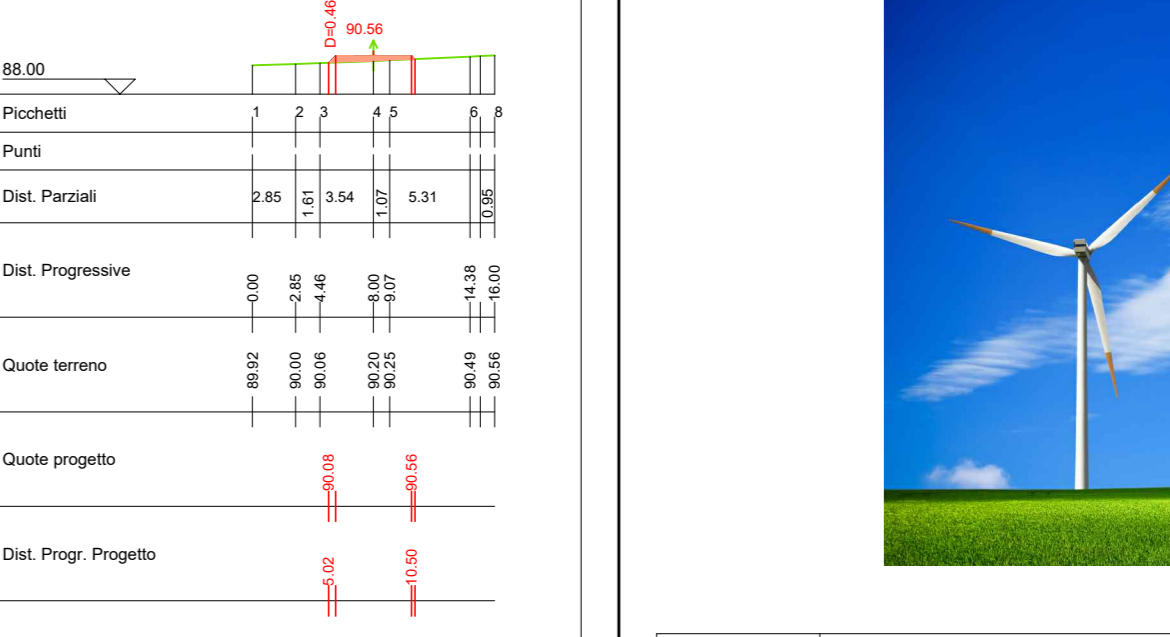 D=0.46
90.56
88.00
Picchetti 1 2 3 4 5 6 8
Punti
Dist. Parziali 2.85 1.61 3.54 1.07 5.31 0.95
Dist. Progressive 0.00 2.85 4.46 8.00 9.07 14.38 16.00
Quote terreno 89.92 90.00 90.06 90.20 90.25 90.49 90.56
Quote progetto 90.08 90.56
Dist. Progr. Progetto 5.02 10.50